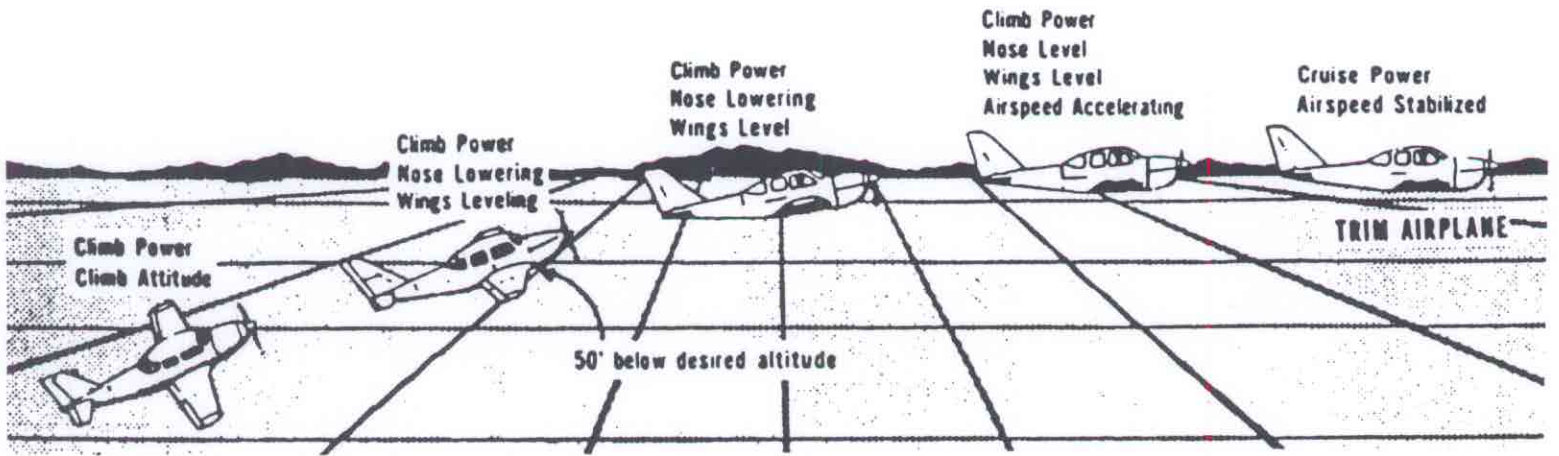 Climb Power
Climb Attitude
Climb Power
Nose Lowering
Wings Leveling
50' below desired altitude
Climb Power
Nose Lowering
Wings Level
Climb Power
Nose Level
Wings Level
Airspeed Accelerating
Cruise Power
Airspeed Stabilized
TRIM AIRPLANE